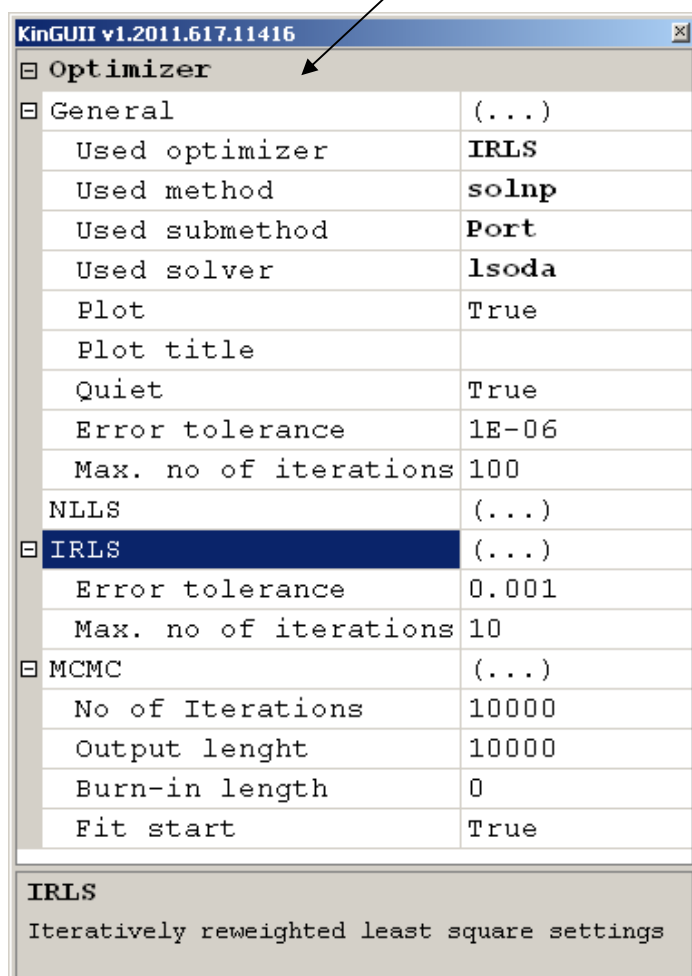 KinGUII v1.2011.617.11416
Optimizer
General (...)
Used optimizer IRLS
Used method solnp
Used submethod Port
Used solver lsoda
Plot True
Plot title
Quiet True
Error tolerance 1E-06
Max. no of iterations 100
NLLS (...)
IRLS (...)
Error tolerance 0.001
Max. no of iterations 10
MCMC (...)
No of Iterations 10000
Output lenght 10000
Burn-in length 0
Fit start True
IRLS
Iteratively reweighted least square settings